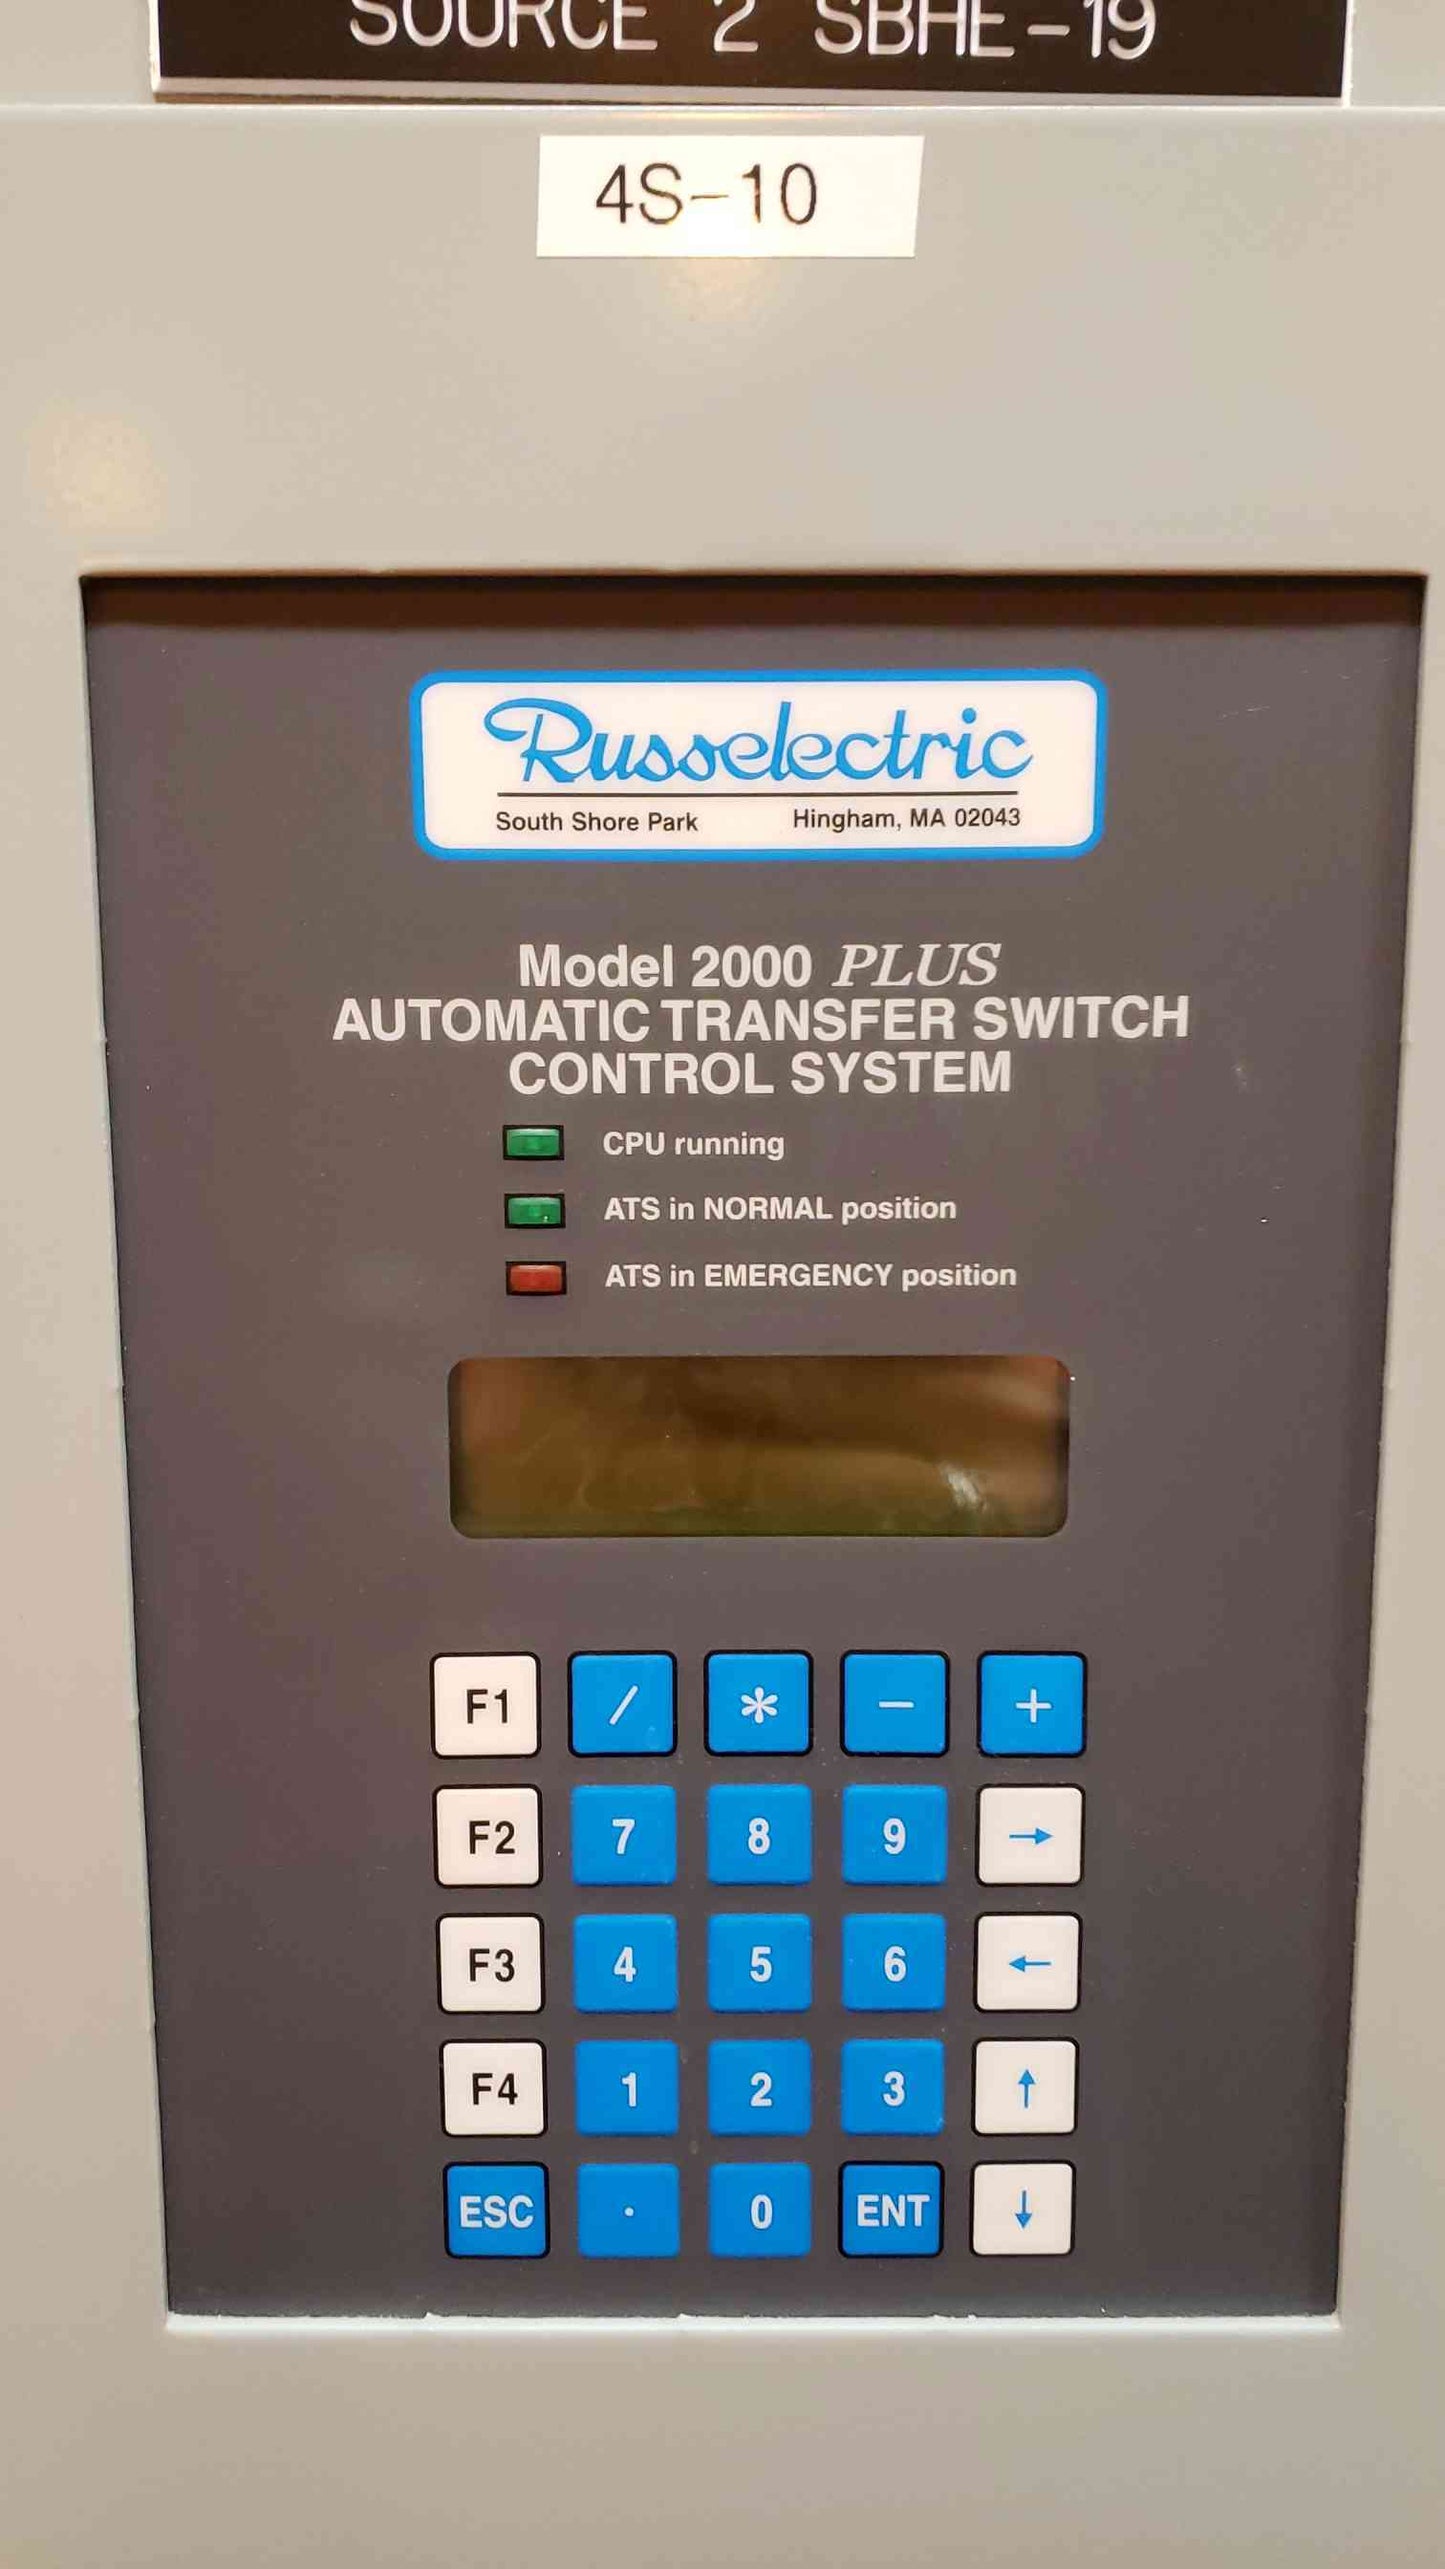 SOURCE 2 SBHE-19
4S-10
Russelectric
South Shore Park Hingham, MA 02043
Model 2000 PLUS
AUTOMATIC TRANSFER SWITCH
CONTROL SYSTEM
CPU running
ATS in NORMAL position
ATS in EMERGENCY position
F1 / * - +
F2 7 8 9 →
F3 4 5 6 ←
F4 1 2 3 ↑
ESC . 0 ENT ↓